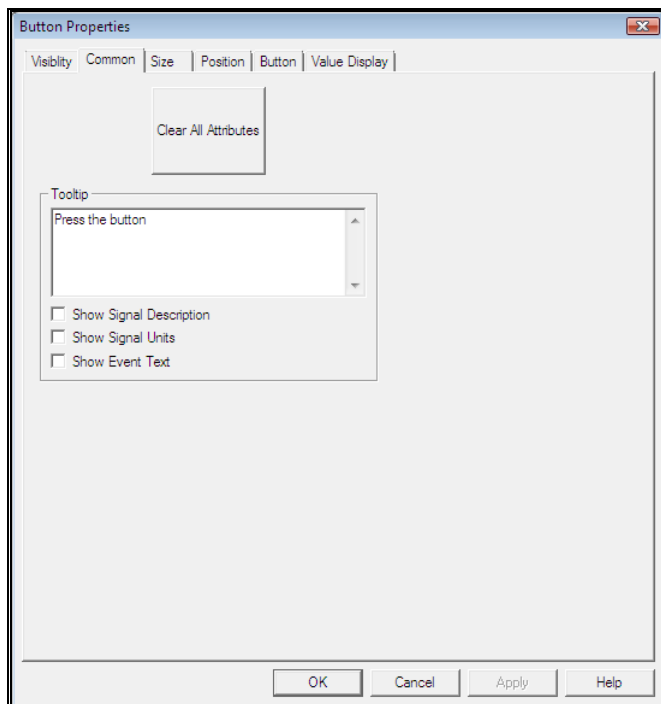 Button Properties
Visiblity Common Size Position Button Value Display
Clear All Attributes
Tooltip
Press the button
Show Signal Description
Show Signal Units
Show Event Text
OK Cancel Apply Help